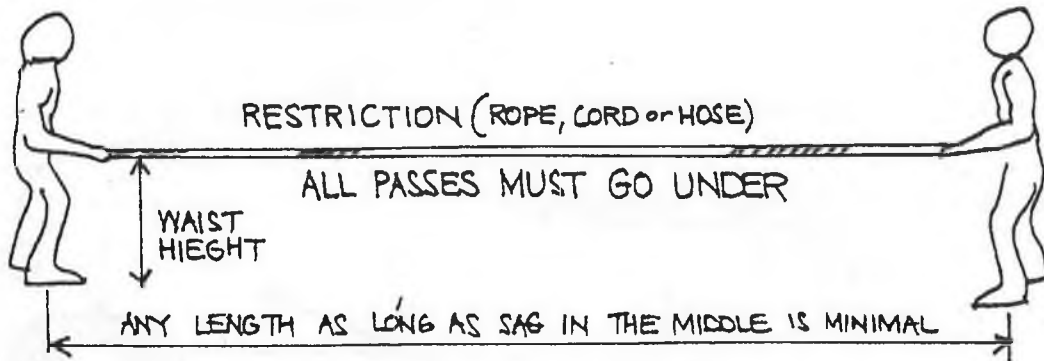 RESTRICTION (ROPE, CORD or HOSE)
ALL PASSES MUST GO UNDER
WAIST
HIEGHT
ANY LENGTH AS LONG AS SAG IN THE MIDDLE IS MINIMAL